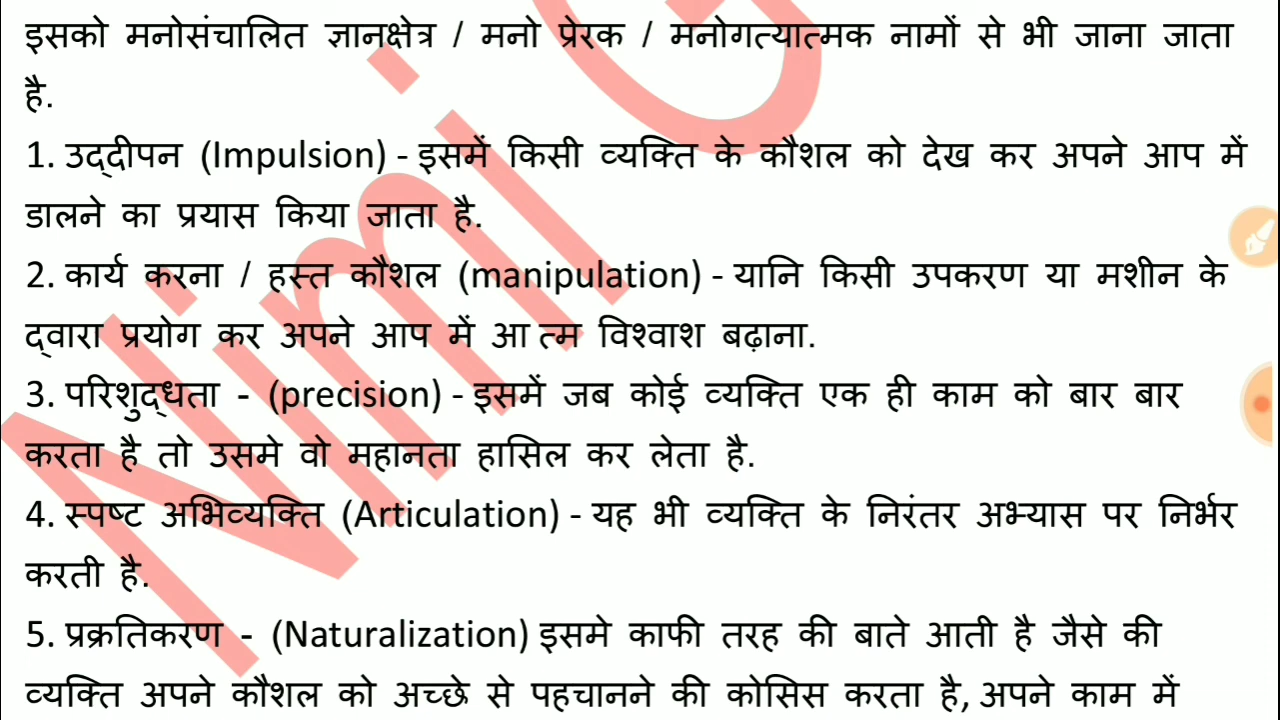 इसको मनोसंचालित ज्ञानक्षेत्र / मनो प्रेरक / मनोगत्यात्मक नामों से भी जाना जाता
है.
1. उद्दीपन (Impulsion) - इसमें किसी व्यक्ति के कौशल को देख कर अपने आप में
डालने का प्रयास किया जाता है.
2. कार्य करना / हस्त कौशल (manipulation) - यानि किसी उपकरण या मशीन के
द्वारा प्रयोग कर अपने आप में आ त्म विश्वाश बढ़ाना.
3. परिशुद्धता - (precision) - इसमें जब कोई व्यक्ति एक ही काम को बार बार
करता है तो उसमे वो महानता हासिल कर लेता है.
4. स्पष्ट अभिव्यक्ति (Articulation) - यह भी व्यक्ति के निरंतर अभ्यास पर निर्भर
करती है.
5. प्रक्रतिकरण - (Naturalization) इसमे काफी तरह की बाते आती है जैसे की
व्यक्ति अपने कौशल को अच्छे से पहचानने की कोसिस करता है, अपने काम में
Nimi G